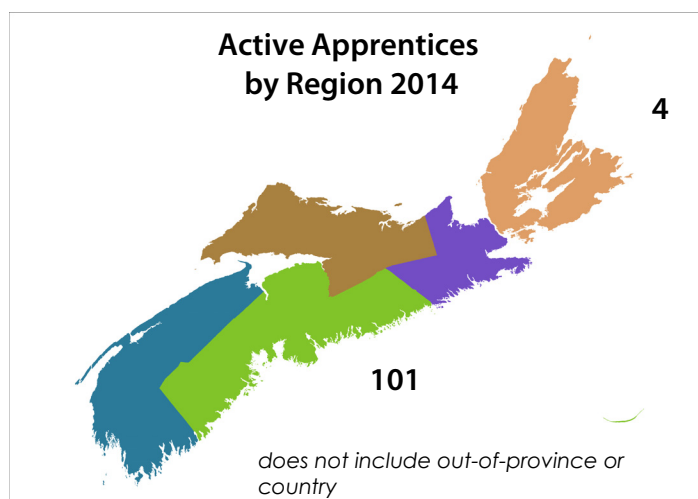 Active Apprentices
by Region 2014
4
101
does not include out-of-province or
country